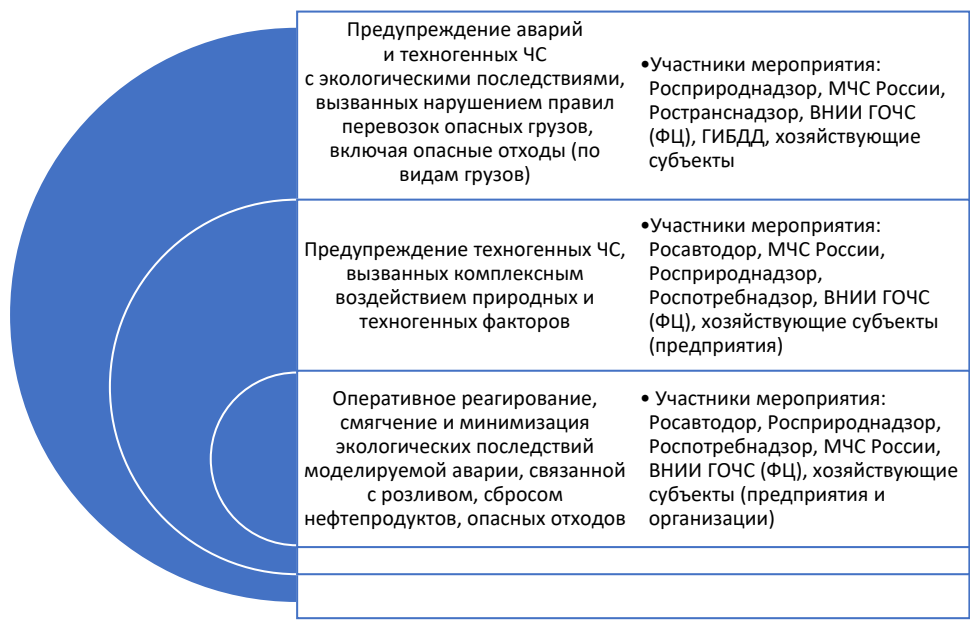 Предупреждение аварий
и техногенных ЧС
с экологическими последствиями,
вызванных нарушением правил
перевозок опасных грузов,
включая опасные отходы (по
видам грузов)
•Участники мероприятия:
Росприроднадзор, МЧС России,
Ространснадзор, ВНИИ ГОЧС
(ФЦ), ГИБДД, хозяйствующие
субъекты
Предупреждение техногенных ЧС,
вызванных комплексным
воздействием природных и
техногенных факторов
•Участники мероприятия:
Росавтодор, МЧС России,
Росприроднадзор,
Роспотребнадзор, ВНИИ ГОЧС
(ФЦ), хозяйствующие субъекты
(предприятия)
Оперативное реагирование,
смягчение и минимизация
экологических последствий
моделируемой аварии, связанной
с розливом, сбросом
нефтепродуктов, опасных отходов
• Участники мероприятия:
Росавтодор, Росприроднадзор,
Роспотребнадзор, МЧС России,
ВНИИ ГОЧС (ФЦ), хозяйствующие
субъекты (предприятия и
организации)